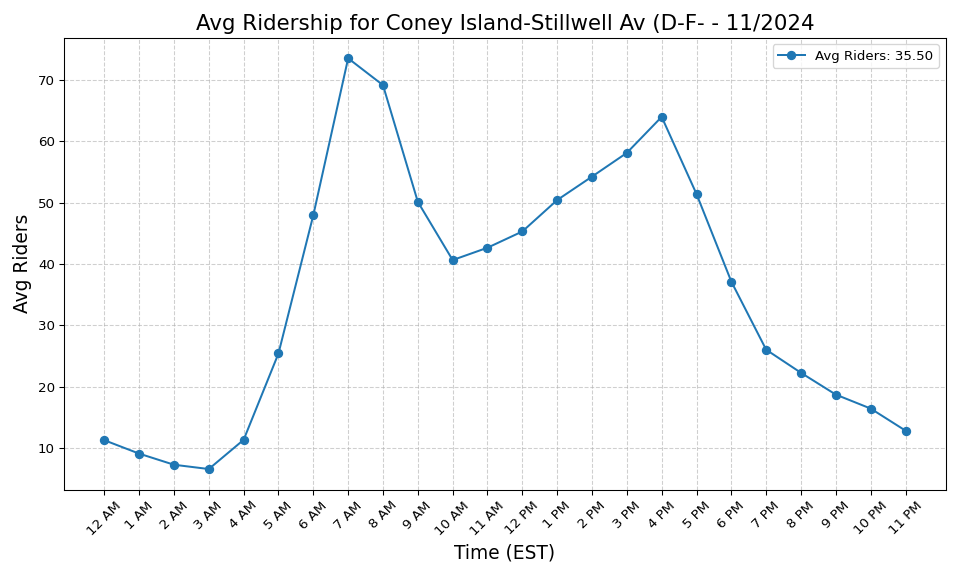 Avg Ridership for Coney Island-Stillwell Av (D-F- - 11/2024
Avg Riders: 35.50
Avg Riders
70
60
50
40
30
20
10
12 AM
1 AM
2 AM
3 AM
4 AM
5 AM
6 AM
7 AM
8 AM
9 AM
10 AM
11 AM
12 PM
1 PM
2 PM
3 PM
4 PM
5 PM
6 PM
7 PM
8 PM
9 PM
10 PM
11 PM
Time (EST)